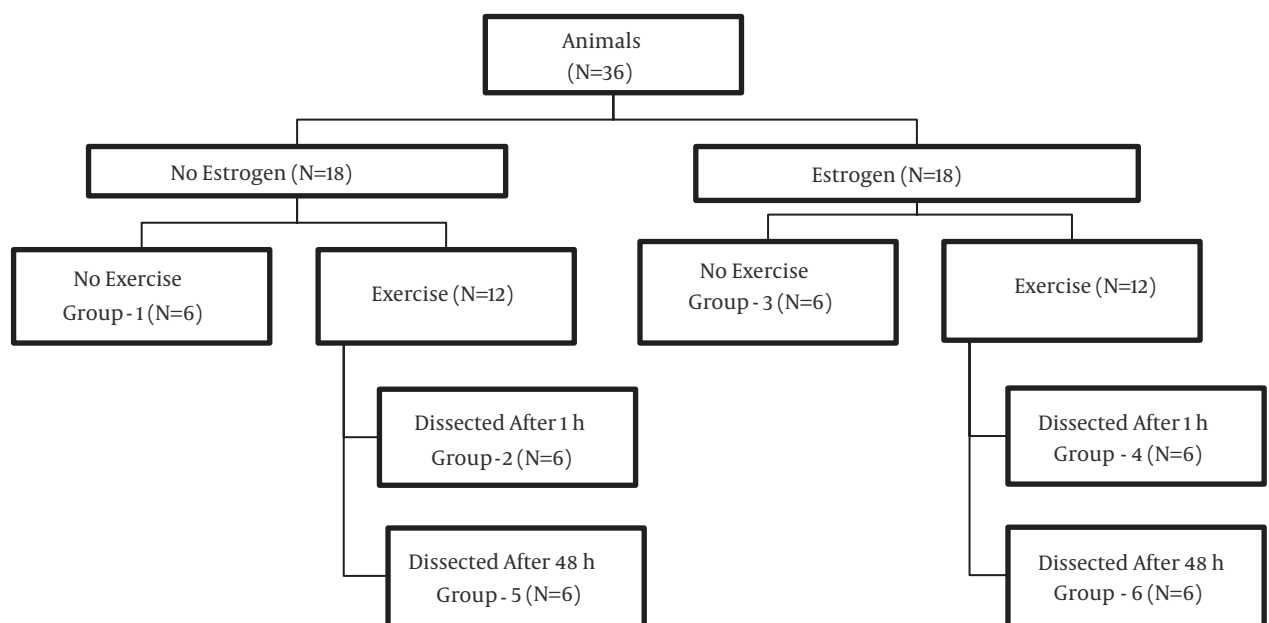 Animals
(N=36)
No Estrogen (N=18)
Estrogen (N=18)
No Exercise
Group-1 (N=6)
Exercise (N=12)
No Exercise
Group - 3 (N=6)
Exercise (N=12)
Dissected After 1 h
Group-2 (N=6)
Dissected After 1 h
Group - 4 (N=6)
Dissected After 48 h
Group - 5 (N=6)
Dissected After 48 h
Group - 6 (N=6)